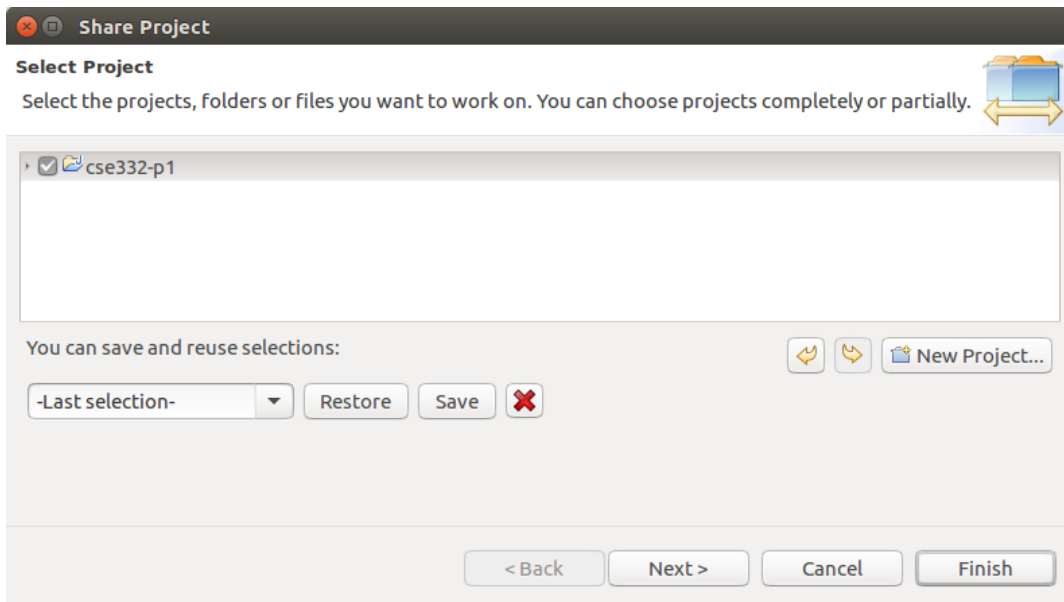 Share Project
Select Project
Select the projects, folders or files you want to work on. You can choose projects completely or partially.
cse332-p1
You can save and reuse selections:
New Project...
-Last selection-
Restore
Save
< Back
Next >
Cancel
Finish